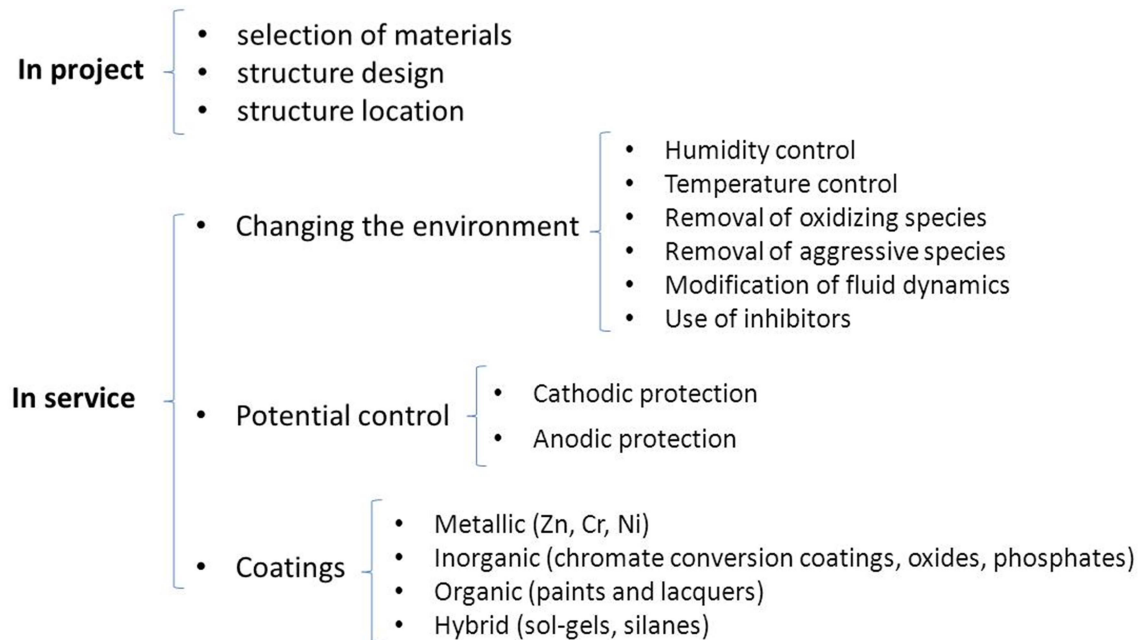 In project
• selection of materials
• structure design
• structure location
In service
• Changing the environment
• Humidity control
• Temperature control
• Removal of oxidizing species
• Removal of aggressive species
• Modification of fluid dynamics
• Use of inhibitors
• Potential control
• Cathodic protection
• Anodic protection
• Coatings
• Metallic (Zn, Cr, Ni)
• Inorganic (chromate conversion coatings, oxides, phosphates)
• Organic (paints and lacquers)
• Hybrid (sol-gels, silanes)